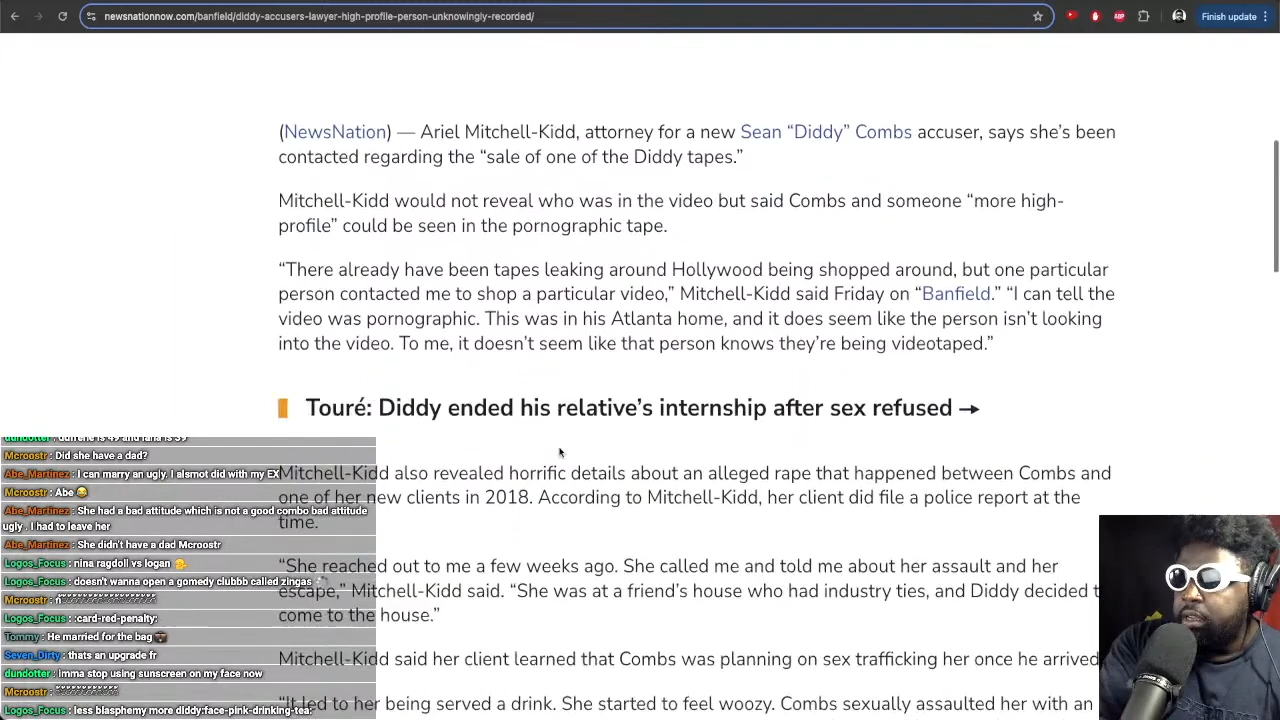 newsnationnow.com/banfield/diddy-accusers-lawyer-high-profile-person-unknowingly-recorded/
ABP
Finish update
(NewsNation) — Ariel Mitchell-Kidd, attorney for a new Sean “Diddy” Combs accuser, says she’s been
contacted regarding the “sale of one of the Diddy tapes.”
Mitchell-Kidd would not reveal who was in the video but said Combs and someone “more high-
profile” could be seen in the pornographic tape.
“There already have been tapes leaking around Hollywood being shopped around, but one particular
person contacted me to shop a particular video,” Mitchell-Kidd said Friday on “Banfield.” “I can tell the
video was pornographic. This was in his Atlanta home, and it does seem like the person isn’t looking
into the video. To me, it doesn’t seem like that person knows they’re being videotaped.”
Touré: Diddy ended his relative’s internship after sex refused →
Mitchell-Kidd also revealed horrific details about an alleged rape that happened between Combs and
one of her new clients in 2018. According to Mitchell-Kidd, her client did file a police report at the
time.
“She reached out to me a few weeks ago. She called me and told me about her assault and her
escape,” Mitchell-Kidd said. “She was at a friend’s house who had industry ties, and Diddy decided t
come to the house.”
Mitchell-Kidd said her client learned that Combs was planning on sex trafficking her once he arrived
“It led to her being served a drink. She started to feel woozy. Combs sexually assaulted her with an
dundotter : dufrene is 49 and lana is 39
Mcroostr : Did she have a dad?
Abe_Martinez : I can marry an ugly. I alsmot did with my EX
Mcroostr : Abe 😂
Abe_Martinez : She had a bad attitude which is not a good combo bad attitude
ugly . I had to leave her
Abe_Martinez : She didn't have a dad Mcroostr
Logos_Focus : nina ragdoll vs logan
Logos_Focus : doesn't wanna open a gomedy clubbb called zingas
Mcroostr :
Logos_Focus : :card-red-penalty:
Tommy : He married for the bag
Seven_Dirty : thats an upgrade fr
dundotter : Imma stop using sunscreen on my face now
Mcroostr :
Logos_Focus : less blasphemy more diddy:face-pink-drinking-tea: